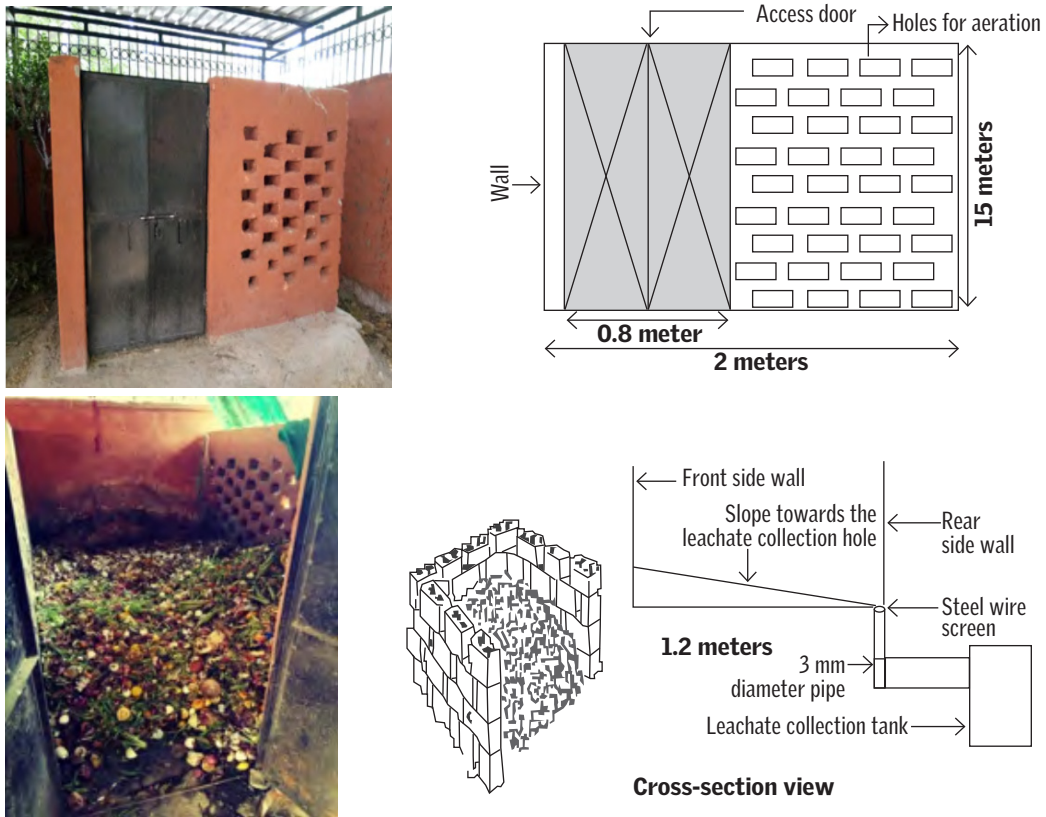 Access door
Holes for aeration
Wall
15 meters
0.8 meter
2 meters
Front side wall
Slope towards the
leachate collection hole
Rear
side wall
Steel wire
screen
1.2 meters
3 mm
diameter pipe
Leachate collection tank
Cross-section view